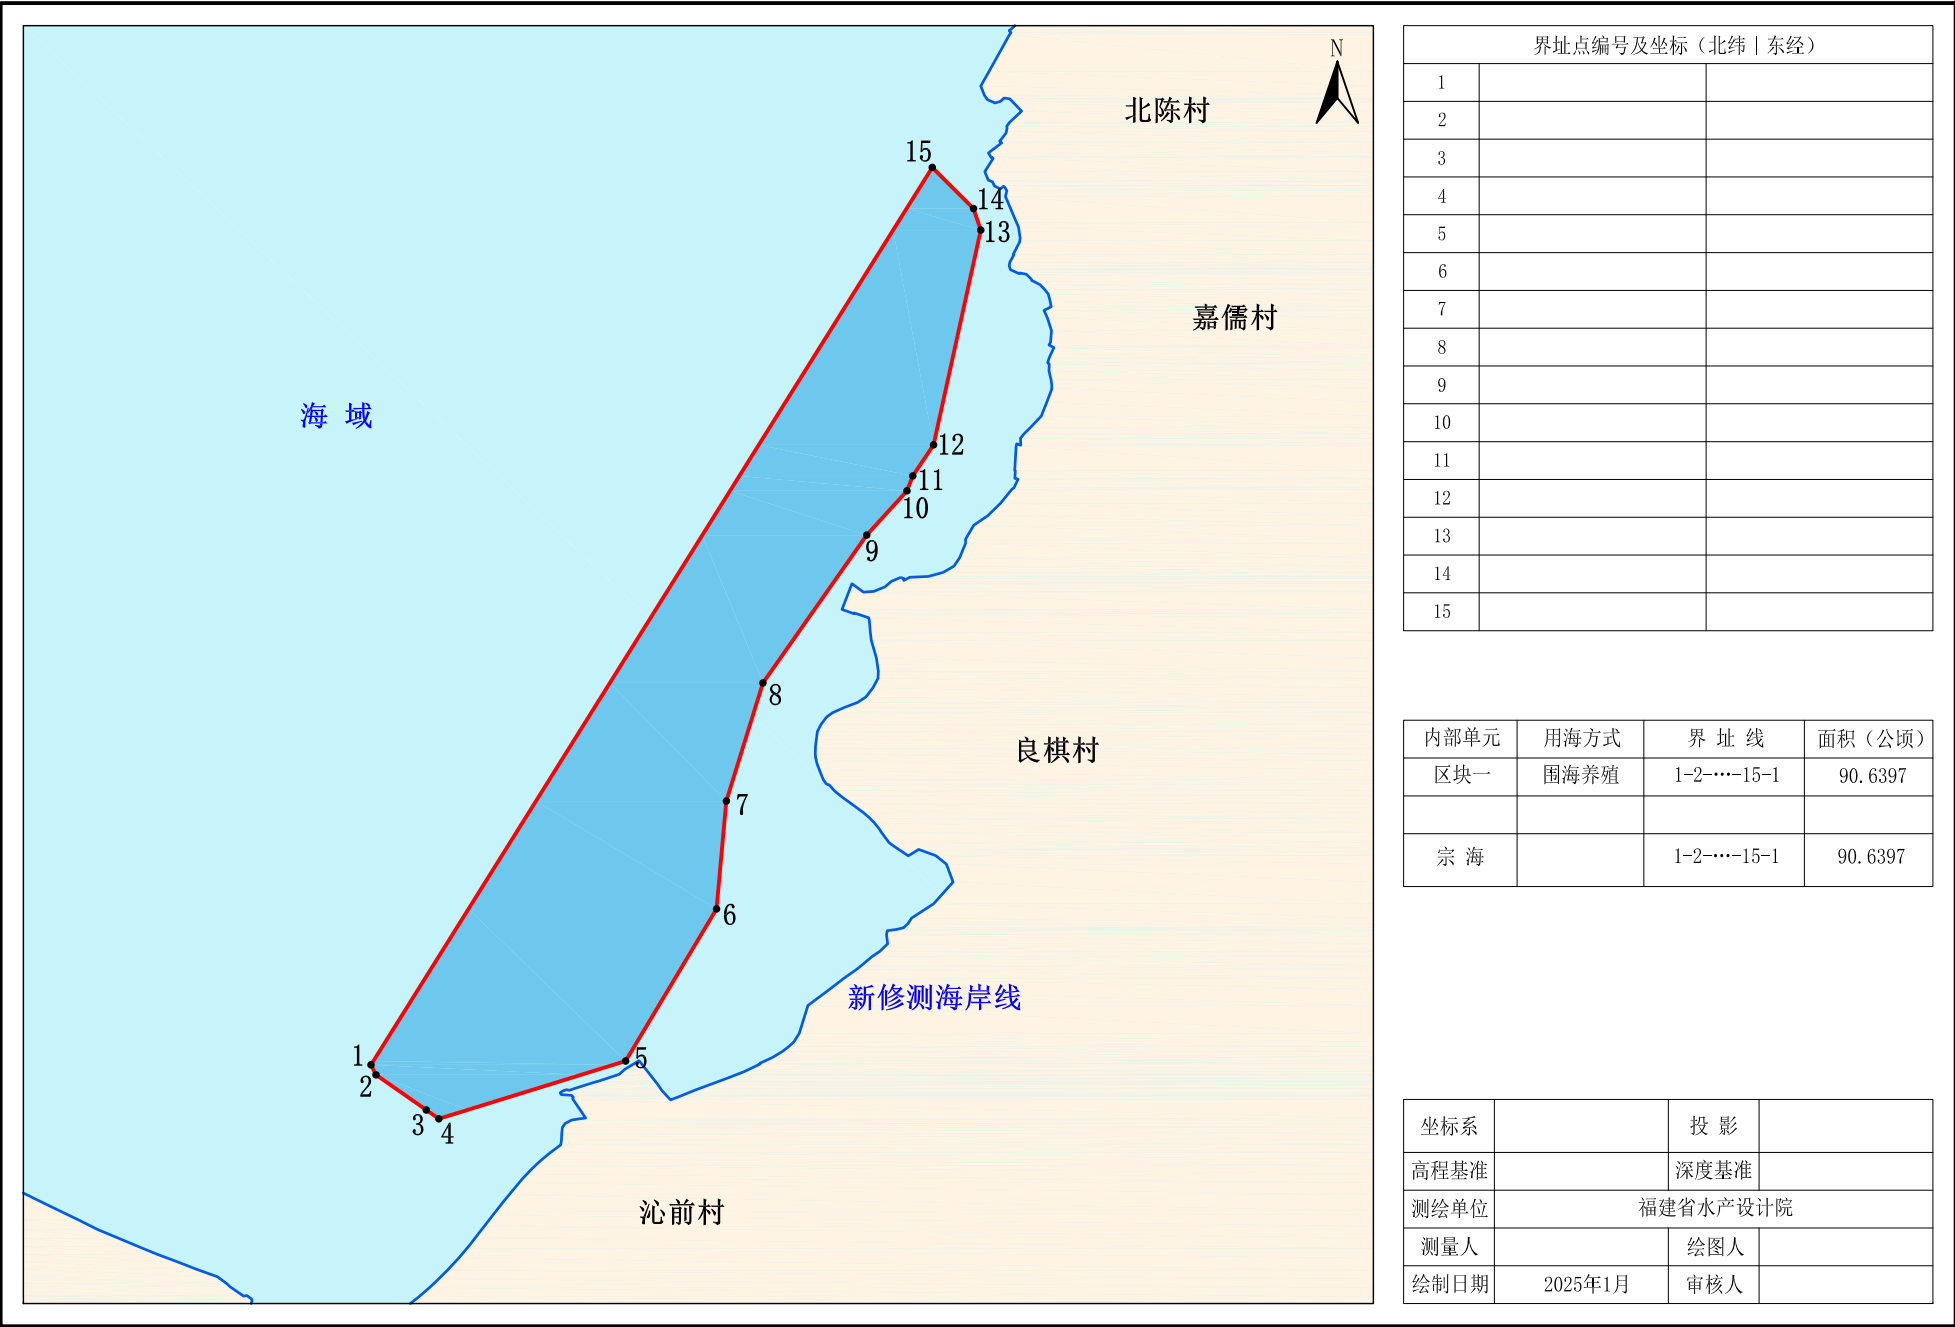 N
北陈村
15
14
13
嘉儒村
海 域
12
11
10
9
8
良棋村
7
6
新修测海岸线
1
5
2
3
4
沁前村
界址点编号及坐标（北纬｜东经）
1
2
3
4
5
6
7
8
9
10
11
12
13
14
15
内部单元 用海方式 界 址 线 面积（公顷）
区块一 围海养殖 1-2-…-15-1 90.6397
宗 海 1-2-…-15-1 90.6397
坐标系 投 影
高程基准 深度基准
测绘单位 福建省水产设计院
测量人 绘图人
绘制日期 2025年1月 审核人